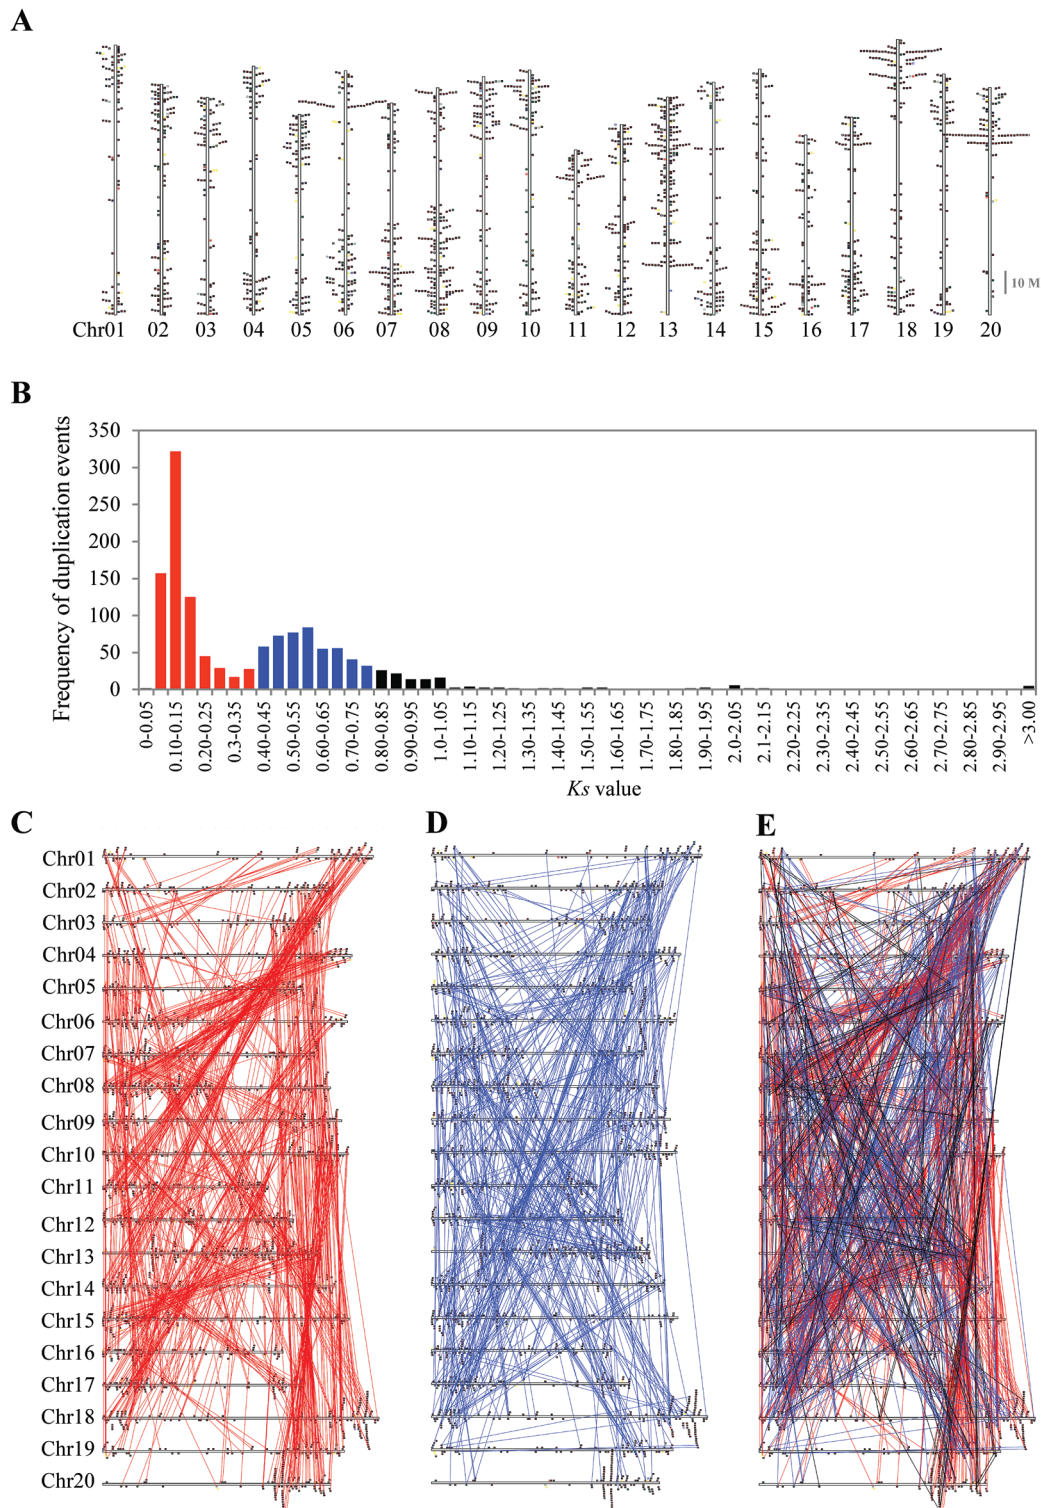 A
10 M
Chr01 02 03 04 05 06 07 08 09 10 11 12 13 14 15 16 17 18 19 20
B
Frequency of duplication events
350
300
250
200
150
100
50
0
0-0.05
0.10-0.15
0.20-0.25
0.3-0.35
0.40-0.45
0.50-0.55
0.60-0.65
0.70-0.75
0.80-0.85
0.90-0.95
1.0-1.05
1.10-1.15
1.20-1.25
1.30-1.35
1.40-1.45
1.50-1.55
1.60-1.65
1.70-1.75
1.80-1.85
1.90-1.95
2.0-2.05
2.1-2.15
2.20-2.25
2.30-2.35
2.40-2.45
2.50-2.55
2.60-2.65
2.70-2.75
2.80-2.85
2.90-2.95
>3.00
Ks value
C
D
E
Chr01
Chr02
Chr03
Chr04
Chr05
Chr06
Chr07
Chr08
Chr09
Chr10
Chr11
Chr12
Chr13
Chr14
Chr15
Chr16
Chr17
Chr18
Chr19
Chr20